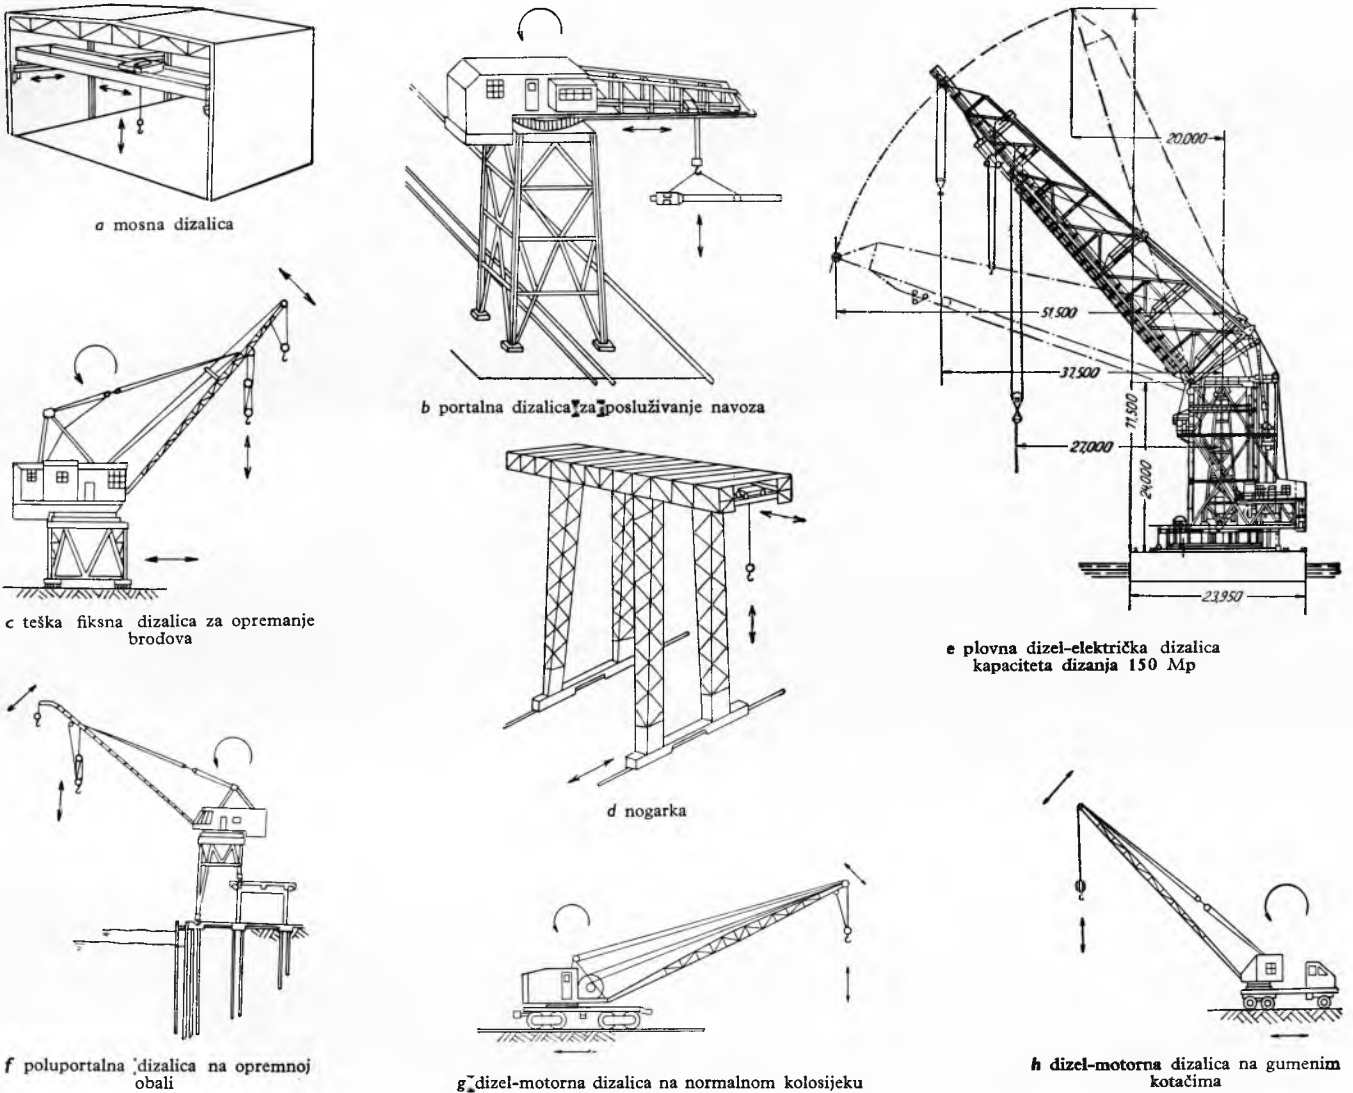 a mosna dizalica
b portalna dizalica za posluživanje navoza
c teška fiksna dizalica za opremanje
brodova
d nogarka
20,000
51,500
37,500
27,000
71,500
24,000
23,950
e plovna dizel-električka dizalica
kapaciteta dizanja 150 Mp
f poluportalna dizalica na opremnoj
obali
g dizel-motorna dizalica na normalnom kolosijeku
h dizel-motorna dizalica na gumenim
kotačima